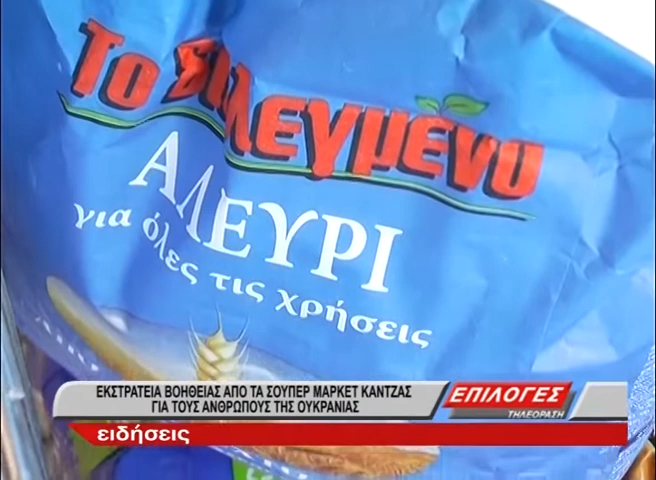 Το
ΑΛΕΥΡΙ
για όλες τις χρήσεις
ΕΚΣΤΡΑΤΕΙΑ ΒΟΗΘΕΙΑΣ ΑΠΟ ΤΑ ΣΟΥΠΕΡ ΜΑΡΚΕΤ ΚΑΝΤΖΑΣ
ΓΙΑ ΤΟΥΣ ΑΝΘΡΩΠΟΥΣ ΤΗΣ ΟΥΚΡΑΝΙΑΣ
ΕΠΙΛΟΓΕΣ
ΤΗΛΕΟΡΑΣΗ
ειδήσεις